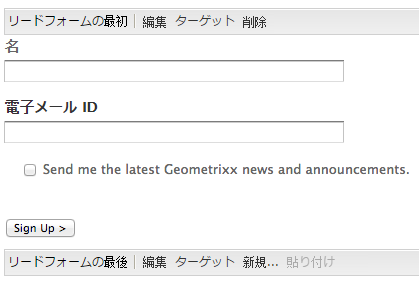 リードフォームの最初 編集 ターゲット 削除
名
電子メール ID
Send me the latest Geometrixx news and announcements.
Sign Up >
リードフォームの最後 編集 ターゲット 新規... 貼り付け